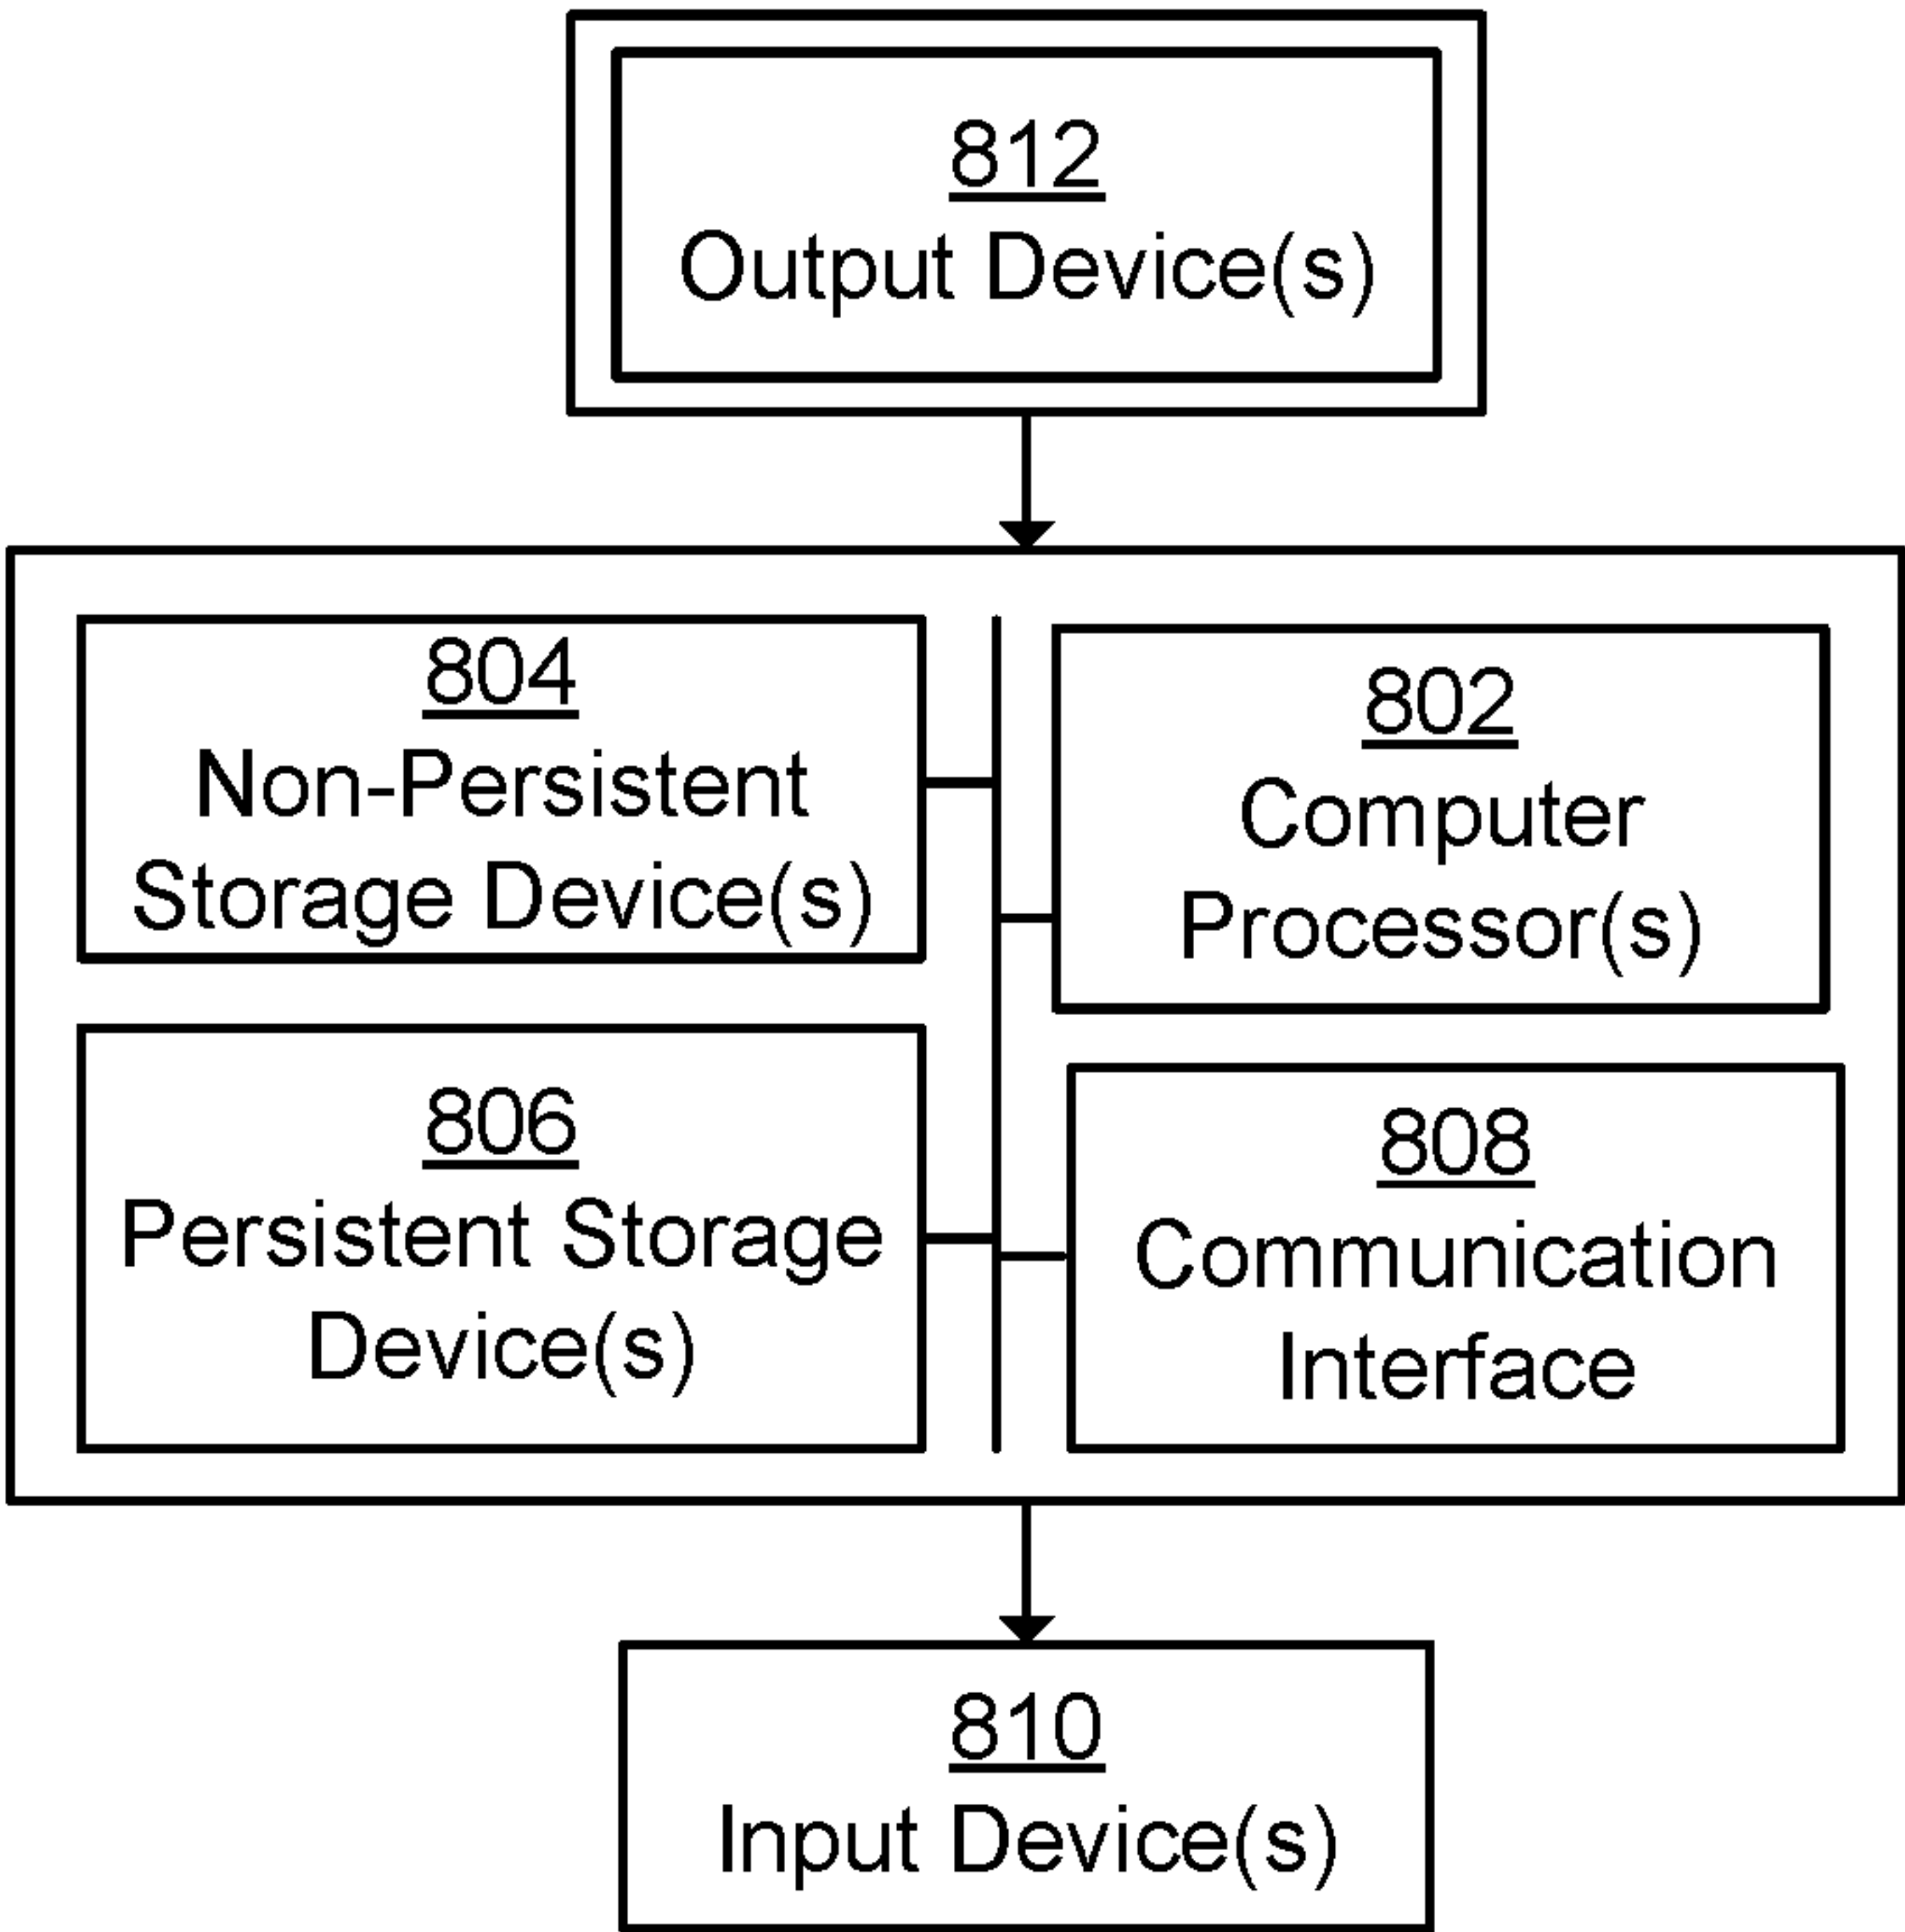 812
Output Device(s)
804
Non-Persistent
Storage Device(s)
802
Computer
Processor(s)
806
Persistent Storage
Device(s)
808
Communication
Interface
810
Input Device(s)